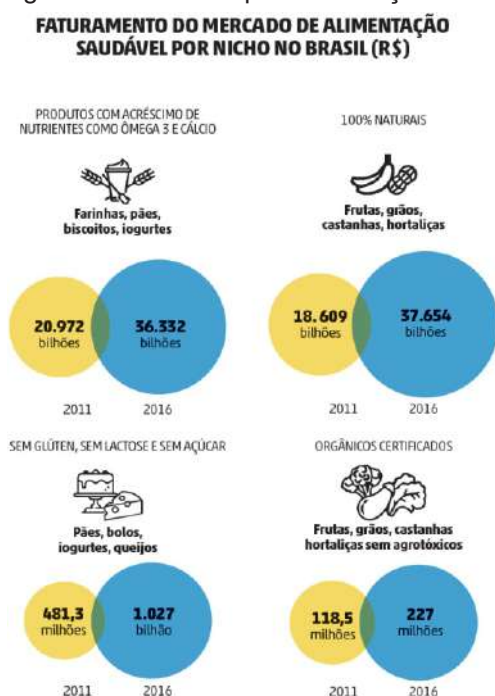 FATURAMENTO DO MERCADO DE ALIMENTAÇÃO
SAUDÁVEL POR NICHO NO BRASIL (R$)
PRODUTOS COM ACRÉSCIMO DE
NUTRIENTES COMO ÔMEGA 3 E CÁLCIO
Farinhas, pães,
biscoitos, iogurtes
20.972
bilhões
36.332
bilhões
2011
2016
100% NATURAIS
Frutas, grãos,
castanhas, hortaliças
18.609
bilhões
37.654
bilhões
2011
2016
SEM GLÚTEN, SEM LACTOSE E SEM AÇÚCAR
Pães, bolos,
iogurtes, queijos
481,3
milhões
1.027
bilhão
2011
2016
ORGÂNICOS CERTIFICADOS
Frutas, grãos, castanhas
hortaliças sem agrotóxicos
118,5
milhões
227
milhões
2011
2016